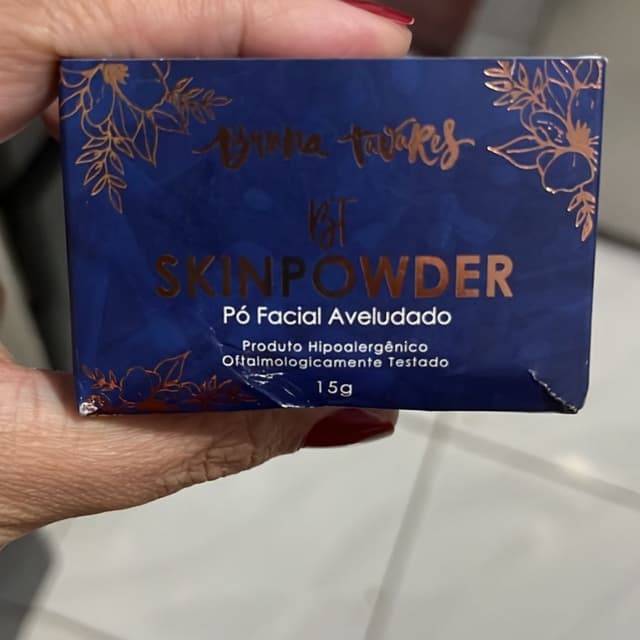 bruna tavares
BT
SKINPOWDER
Pó Facial Aveludado
Produto Hipoalergênico
Oftalmologicamente Testado
15g